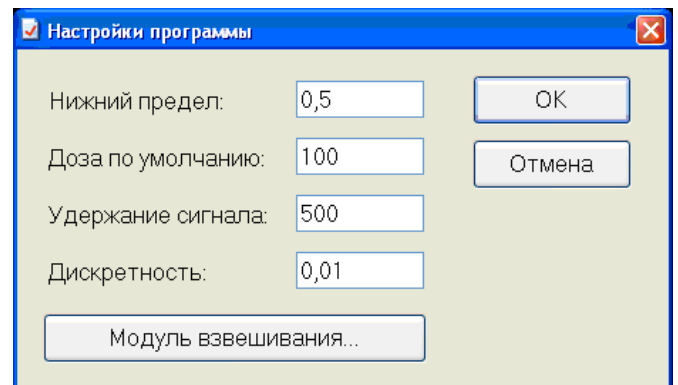 Настройки программы
Нижний предел: 0,5 OK
Доза по умолчанию: 100 Отмена
Удержание сигнала: 500
Дискретность: 0,01
Модуль взвешивания...